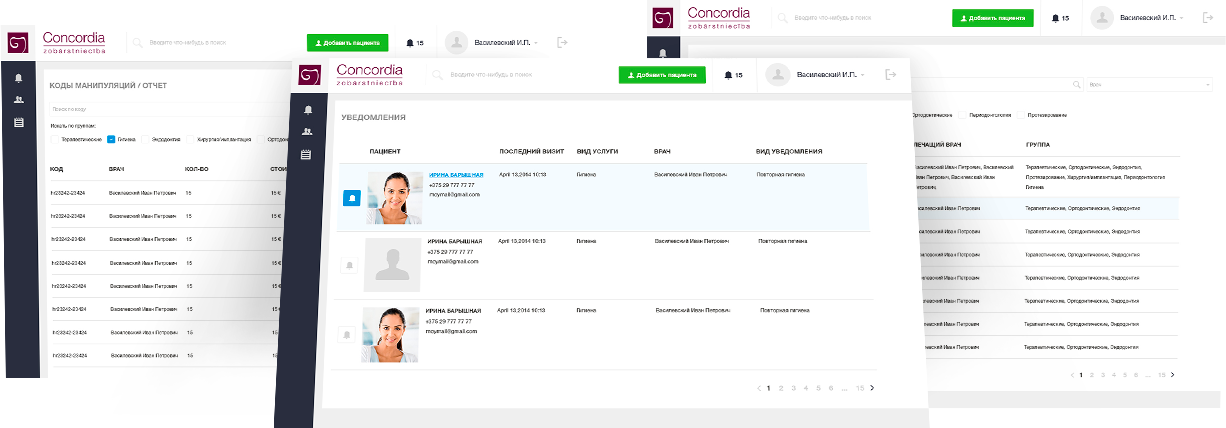 Concordia
zobārstniecība
Введите что-нибудь в поиск
Добавить пациента
15
Василевский И.П.
КОДЫ МАНИПУЛЯЦИЙ / ОТЧЕТ
Поиск по коду
Искать по группам:
Терапевтические
Гигиена
Эндодонтия
Хирургия/имплантация
Ортодон
КОД ВРАЧ КОЛ-ВО СТОИ
hr23242-23424 Василевский Иван Петрович 15 15 €
hr23242-23424 Василевский Иван Петрович 15 15 €
hr23242-23424 Василевский Иван Петрович 15 15 €
hr23242-23424 Василевский Иван Петрович 15
hr23242-23424 Василевский Иван Петрович 15
hr23242-23424 Василевский Иван Петрович 15
hr23242-23424 Василевский Иван Петрович 15
hr23242-23424 Василевский Иван Петрович 15
Concordia
zobārstniecība
Введите что-нибудь в поиск
Добавить пациента
15
Василевский И.П.
УВЕДОМЛЕНИЯ
ПАЦИЕНТ ПОСЛЕДНИЙ ВИЗИТ ВИД УСЛУГИ ВРАЧ ВИД УВЕДОМЛЕНИЯ
ИРИНА БАРЫШНАЯ April 13,2014 10:13 Гигиена Василевский Иван Петрович Повторная гигиена
+375 29 777 77 77
moymail@gmail.com
ИРИНА БАРЫШНАЯ April 13,2014 10:13 Гигиена Василевский Иван Петрович Повторная гигиена
+375 29 777 77 77
moymail@gmail.com
ИРИНА БАРЫШНАЯ April 13,2014 10:13 Гигиена Василевский Иван Петрович Повторная гигиена
+375 29 777 77 77
moymail@gmail.com
1 2 3 4 5 6 ... 15
Concordia
zobārstniecība
Введите что-нибудь в поиск
Добавить пациента
15
Василевский И.П.
Врач
Ортодонтические
Периодонтология
Протезирование
ЛЕЧАЩИЙ ВРАЧ ГРУППА
Василевский Иван Петрович, Василевский Терапевтические, Ортодонтические, Эндодонтия,
Иван Петрович, Василевский Иван Протезирование, Хирургия/имплантация, Периодонтология
Петрович Гигиена
Василевский Иван Петрович Терапевтические, Ортодонтические, Эндодонтия
Василевский Иван Петрович Терапевтические, Ортодонтические, Эндодонтия
Василевский Иван Петрович Терапевтические, Ортодонтические, Эндодонтия
Василевский Иван Петрович Терапевтические, Ортодонтические, Эндодонтия
Василевский Иван Петрович Терапевтические, Ортодонтические, Эндодонтия
Василевский Иван Петрович Терапевтические, Ортодонтические, Эндодонтия
Василевский Иван Петрович Терапевтические, Ортодонтические, Эндодонтия
1 2 3 4 5 6 ... 15